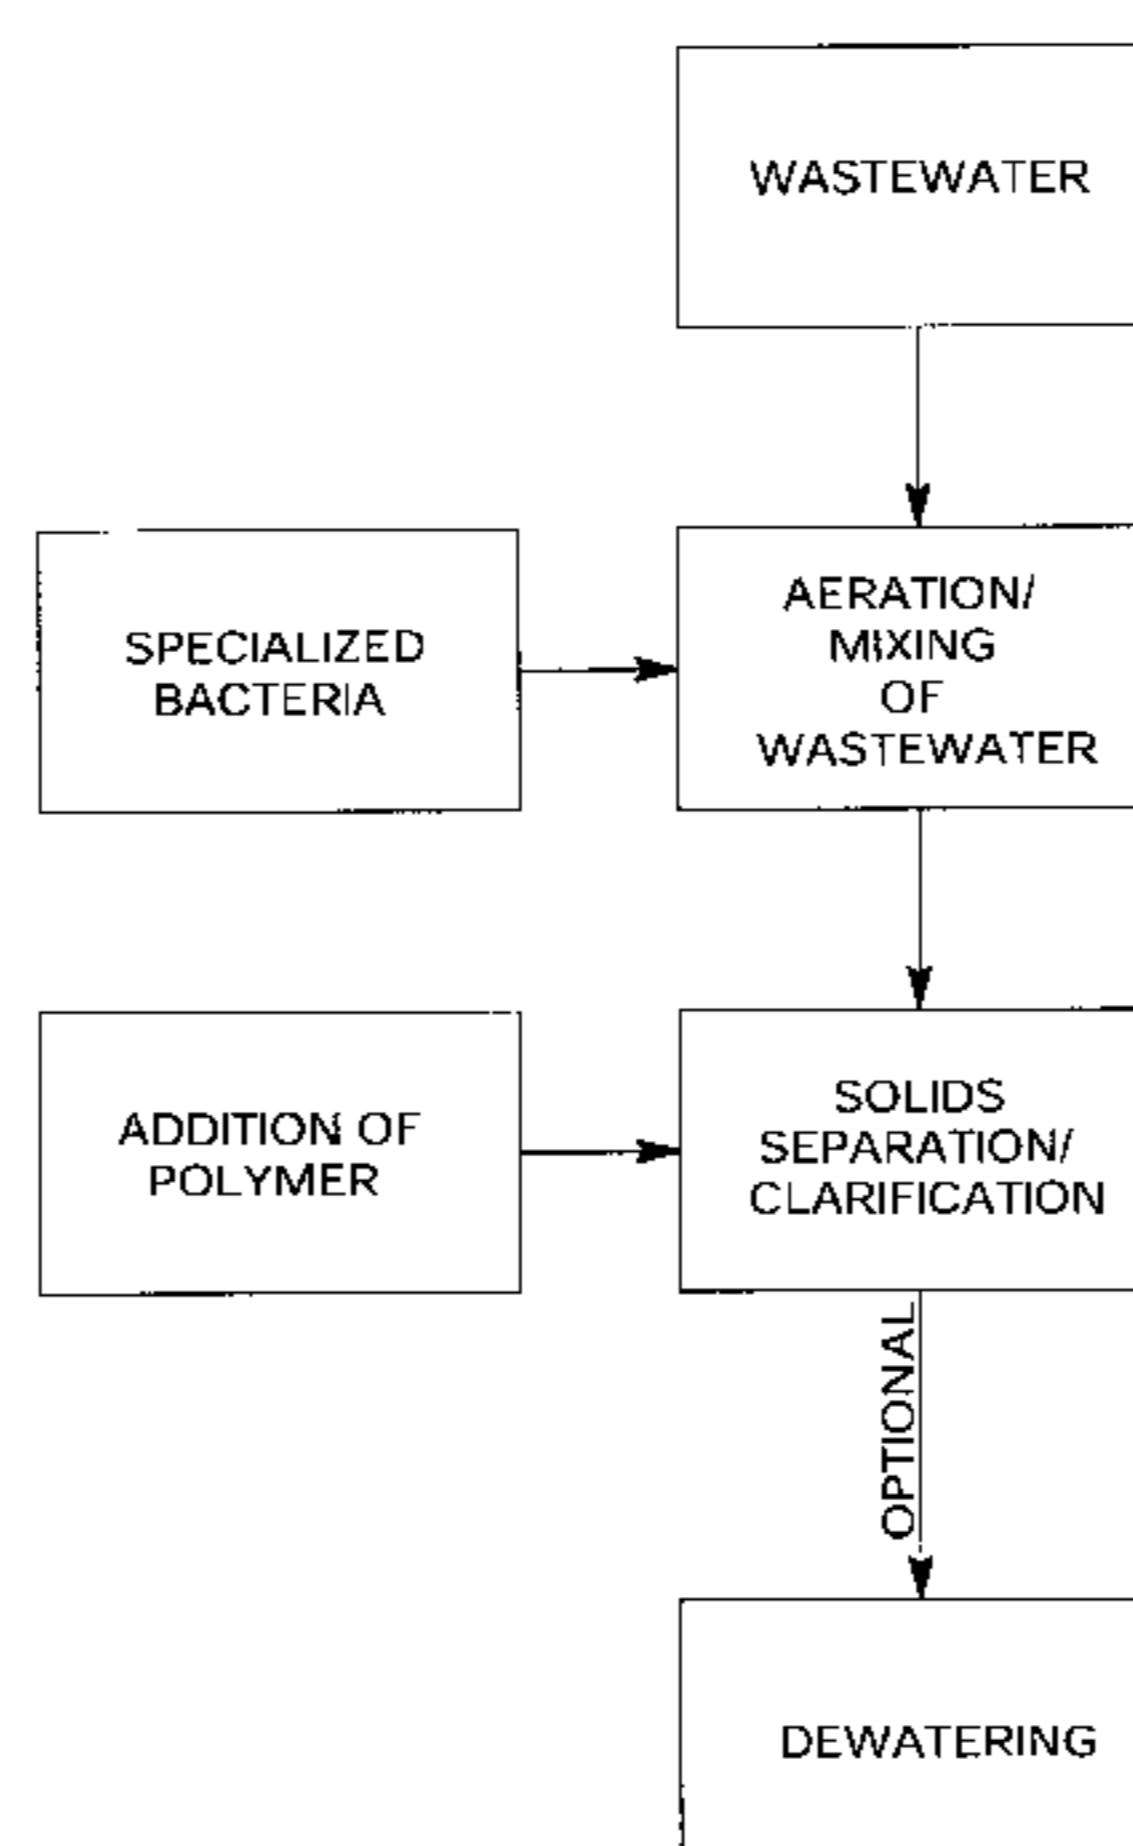 WASTEWATER
SPECIALIZED
BACTERIA
AERATION/
MIXING
OF
WASTEWATER
ADDITION OF
POLYMER
SOLIDS
SEPARATION/
CLARIFICATION
OPTIONAL
DEWATERING